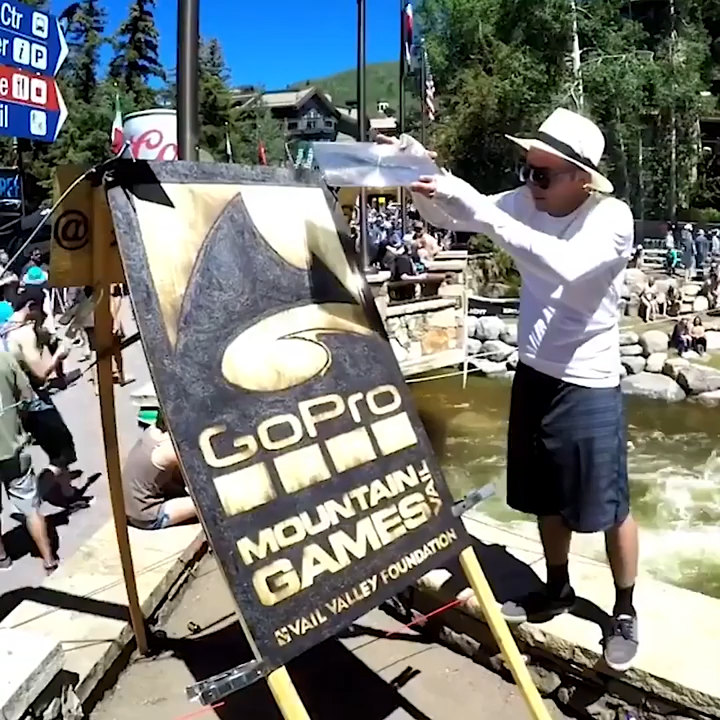 Ctr
@
GoPro
MOUNTAIN
GAMES
VAIL
VAIL VALLEY FOUNDATION